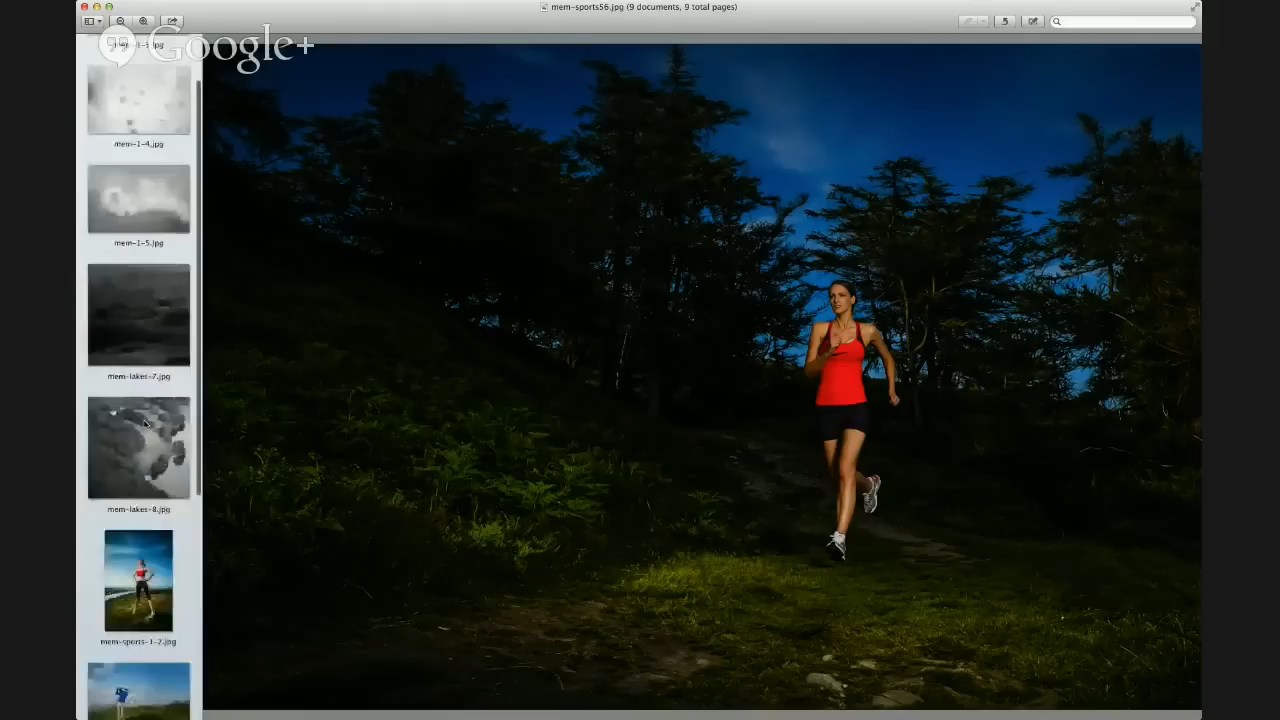 mem-sports56.jpg (9 documents, 9 total pages)
Google+
mem-1-4.jpg
mem-1-5.jpg
mem-lakes-7.jpg
mem-lakes-8.jpg
mem-sports-1-2.jpg